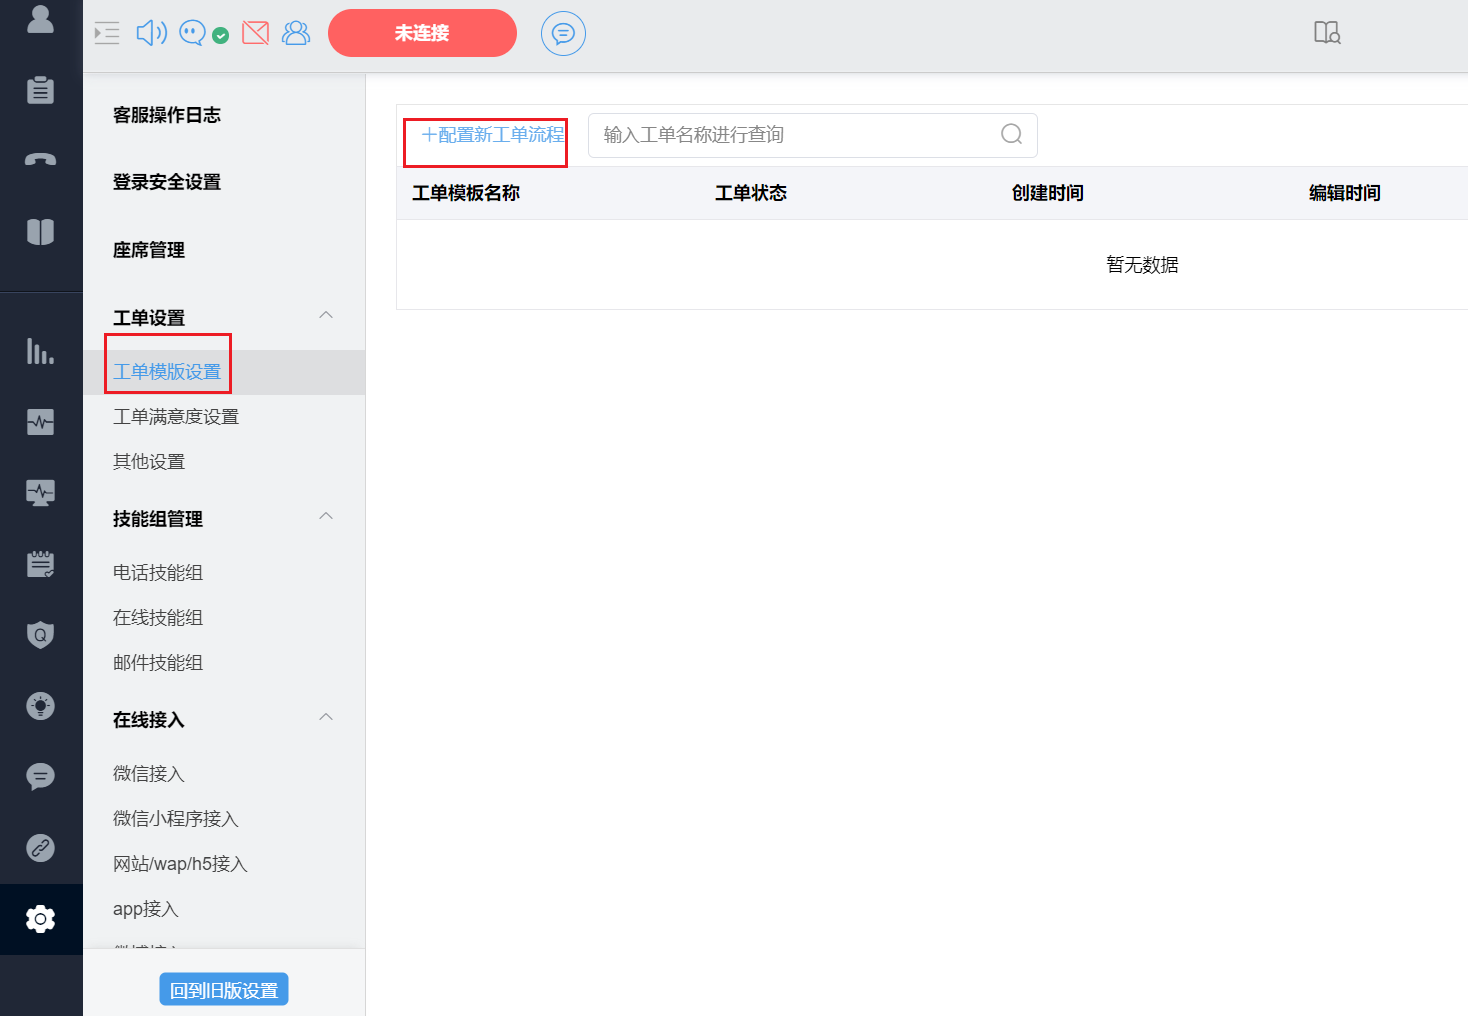 未连接
客服操作日志
登录安全设置
座席管理
工单设置
工单模版设置
工单满意度设置
其他设置
技能组管理
电话技能组
在线技能组
邮件技能组
在线接入
微信接入
微信小程序接入
网站/wap/h5接入
app接入
回到旧版设置
+配置新工单流程
输入工单名称进行查询
工单模板名称 工单状态 创建时间 编辑时间
暂无数据
Q